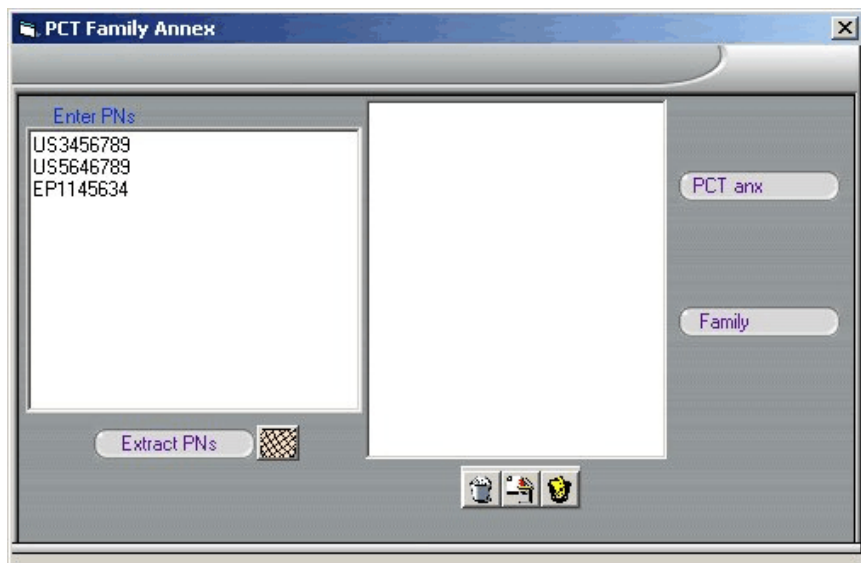 PCT Family Annex
Enter PNs
US3456789
US5646789
EP1145634
PCT anx
Family
Extract PNs